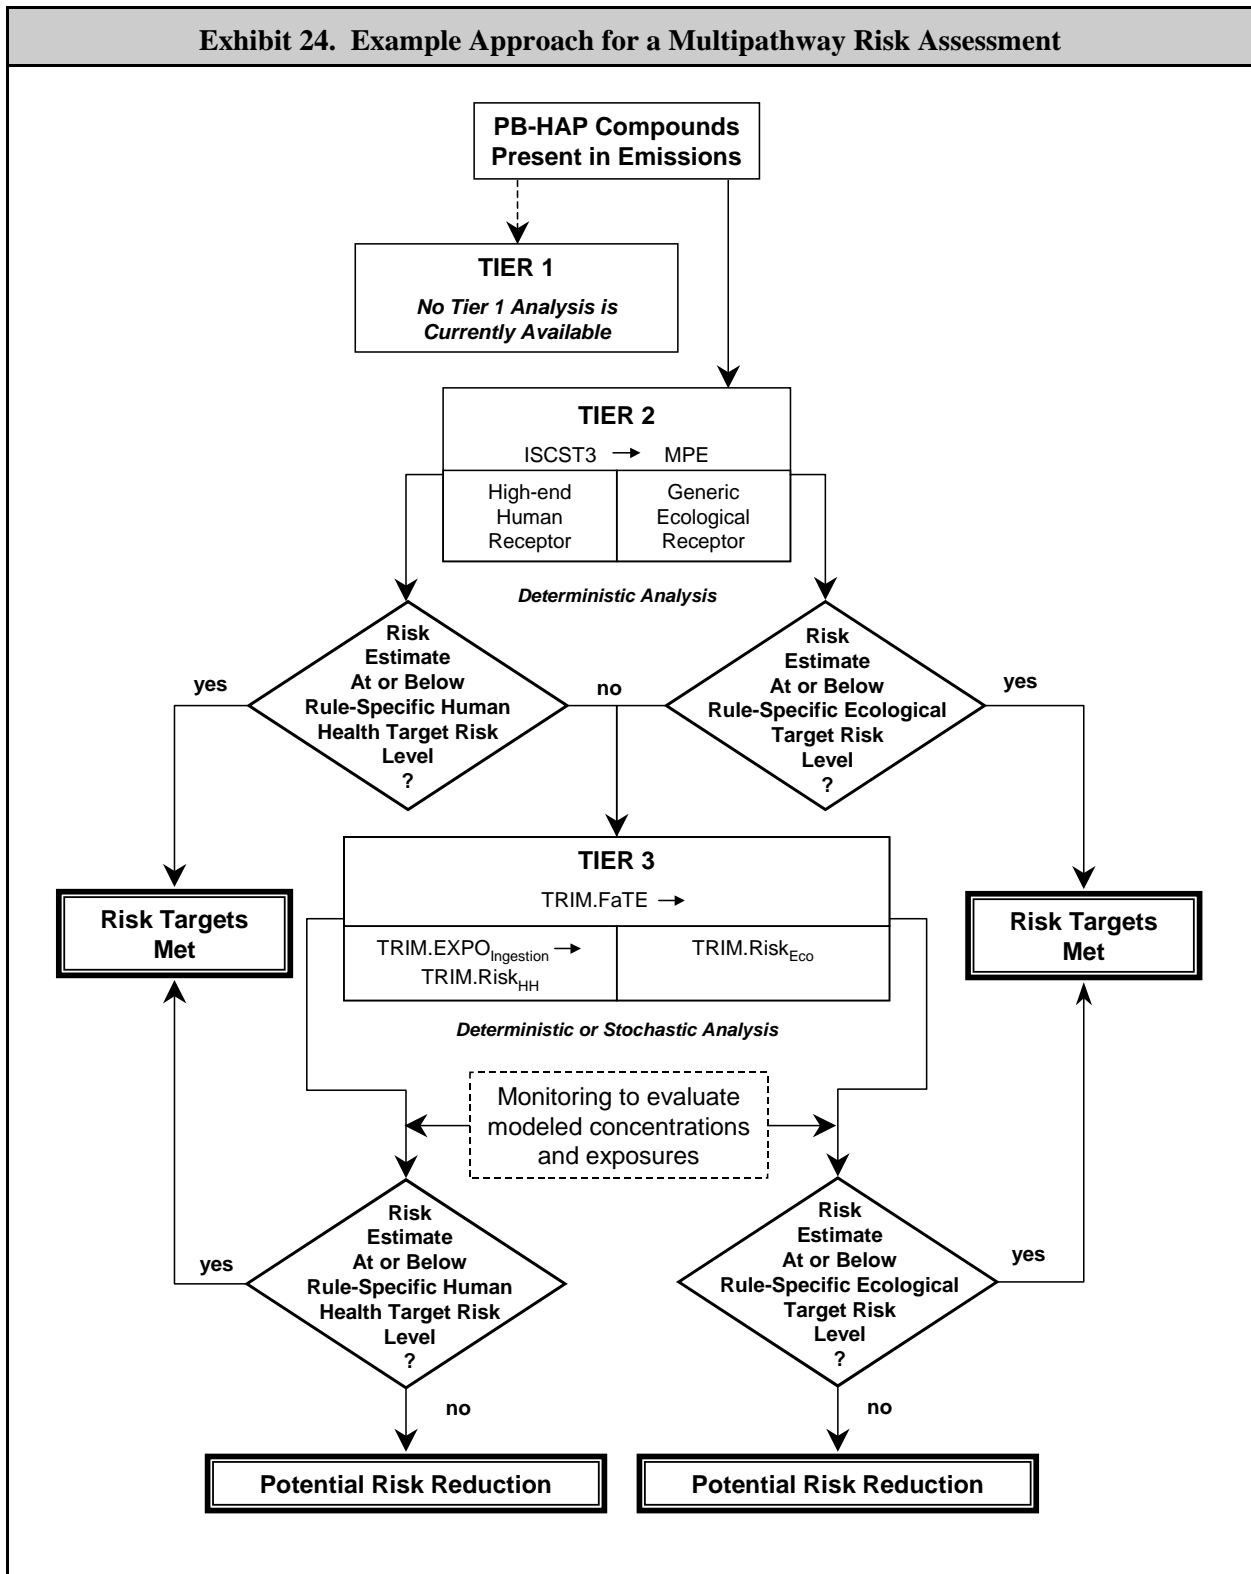 Exhibit 24.  Example Approach for a Multipathway Risk Assessment
PB-HAP Compounds
Present in Emissions
TIER 1
No Tier 1 Analysis is
Currently Available
TIER 2
ISCST3 → MPE
High-end
Human
Receptor
Generic
Ecological
Receptor
Deterministic Analysis
Risk
Estimate
At or Below
Rule-Specific Human
Health Target Risk
Level
?
yes
no
Risk
Estimate
At or Below
Rule-Specific Ecological
Target Risk
Level
?
yes
TIER 3
TRIM.FaTE →
TRIM.EXPO Ingestion →
TRIM.Risk HH
TRIM.Risk Eco
Deterministic or Stochastic Analysis
Risk Targets
Met
Risk Targets
Met
Monitoring to evaluate
modeled concentrations
and exposures
Risk
Estimate
At or Below
Rule-Specific Human
Health Target Risk
Level
?
yes
no
Risk
Estimate
At or Below
Rule-Specific Ecological
Target Risk
Level
?
yes
no
Potential Risk Reduction
Potential Risk Reduction